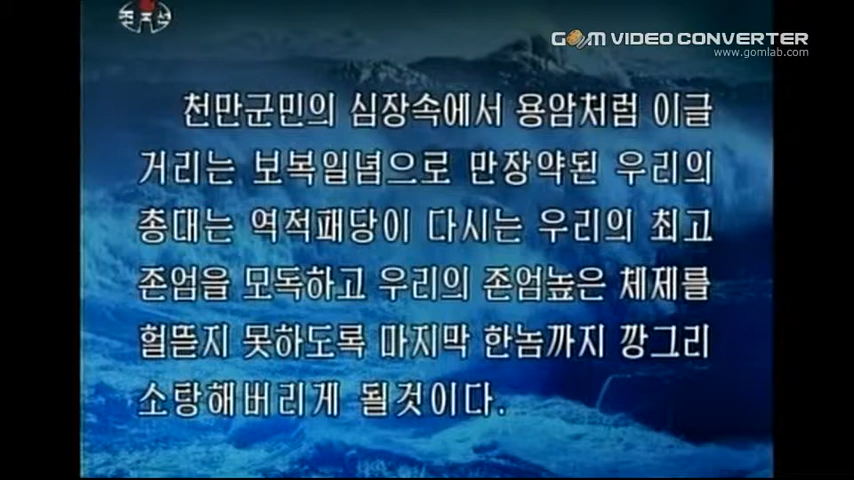 조선
GOM VIDEO CONVERTER
www.gomlab.com
천만군민의 심장속에서 용암처럼 이글
거리는 보복일념으로 만장약된 우리의
총대는 역적패당이 다시는 우리의 최고
존엄을 모독하고 우리의 존엄높은 체제를
헐뜯지 못하도록 마지막 한놈까지 깡그리
소탕해버리게 될것이다.